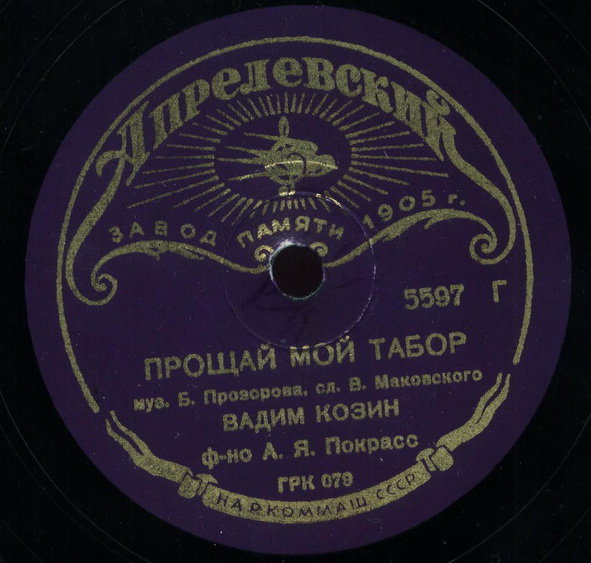 Апрелевский
ЗАВОД ПАМЯТИ 1905 г.
5597 Г
ПРОЩАЙ МОЙ ТАБОР
муз. Б. Прозорова, сл. В. Маковского
ВАДИМ КОЗИН
ф-но А. Я. Покрасс
ГРК 079
НАРКОММАШ СССР